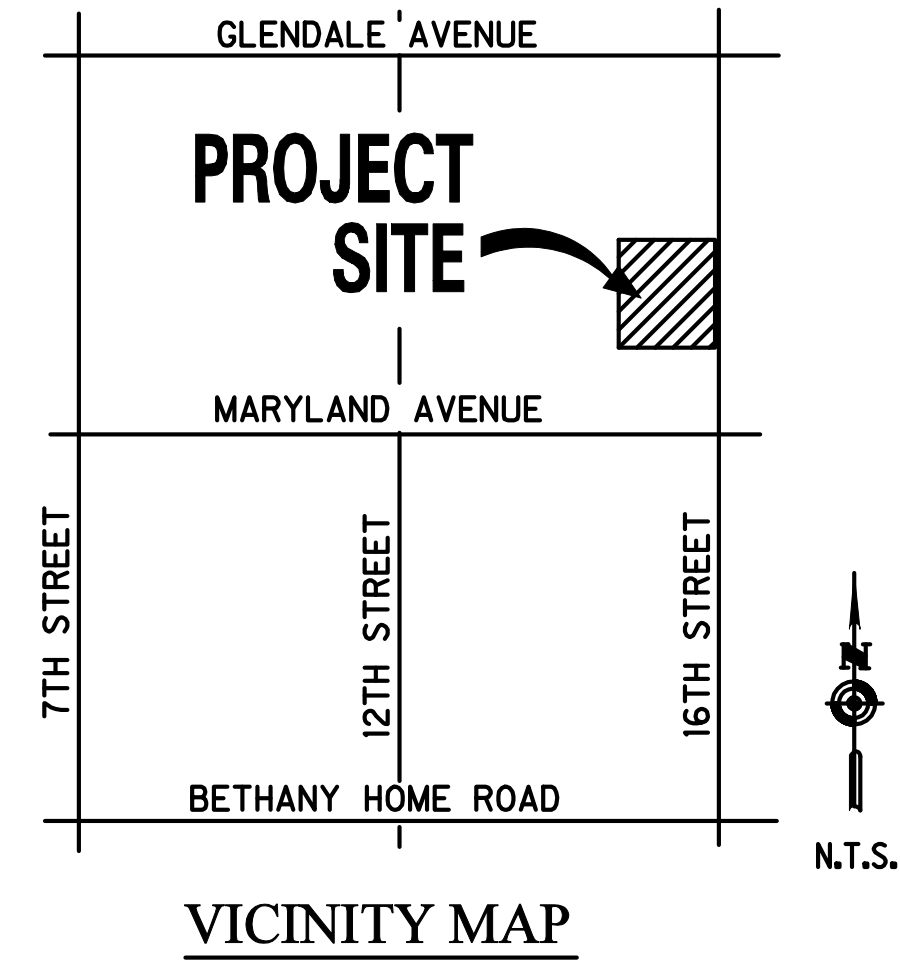 GLENDALE AVENUE
PROJECT
SITE
MARYLAND AVENUE
7TH STREET
12TH STREET
16TH STREET
N
BETHANY HOME ROAD
N.T.S.
VICINITY MAP